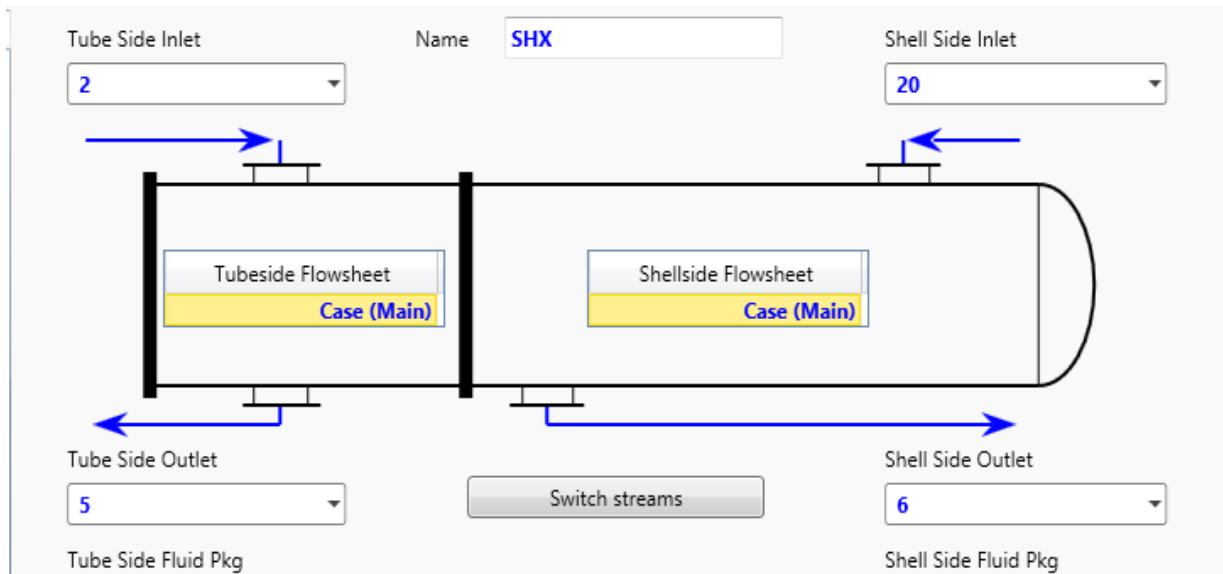 Tube Side Inlet
Name
SHX
Shell Side Inlet
2
20
Tubeside Flowsheet
Case (Main)
Shellside Flowsheet
Case (Main)
Tube Side Outlet
Shell Side Outlet
5
Switch streams
6
Tube Side Fluid Pkg
Shell Side Fluid Pkg